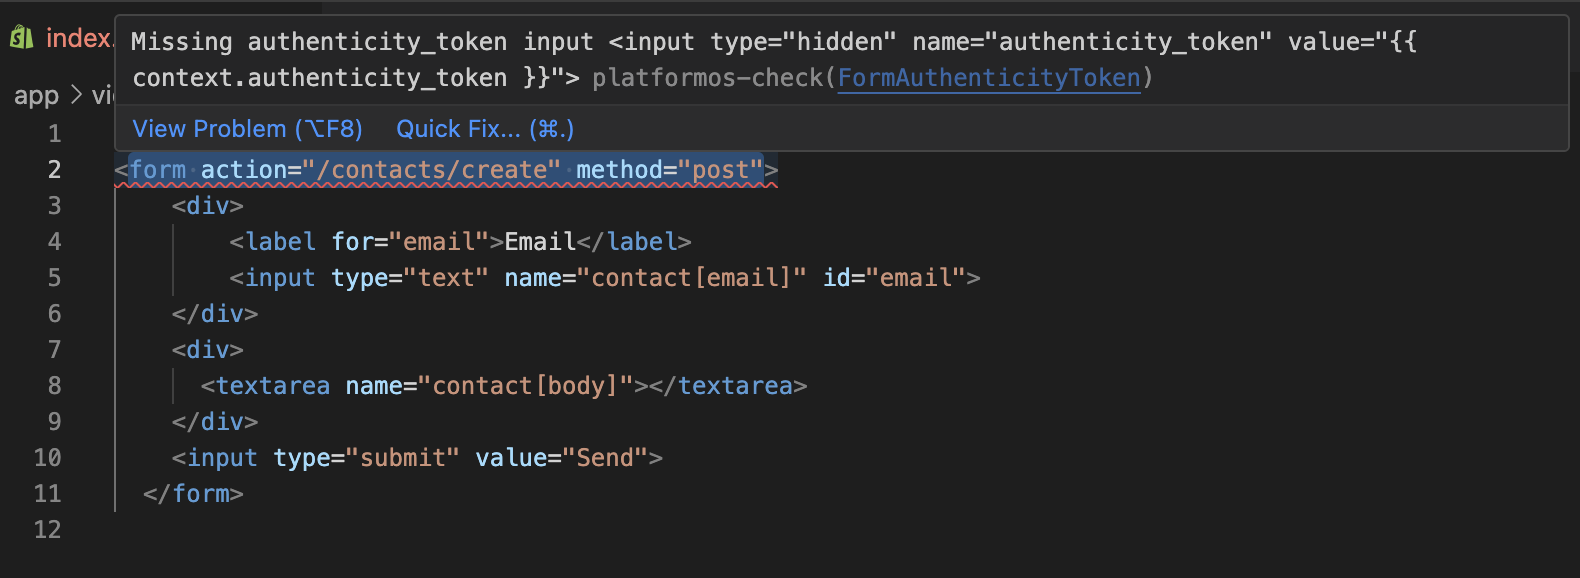 index.
Missing authenticity_token input <input type="hidden" name="authenticity_token" value="{{
context.authenticity_token }}"> platformos-check(FormAuthenticityToken)
app > vi
View Problem (⌥F8) Quick Fix... (⌘.)
1
2 <form action="/contacts/create" method="post">
3 <div>
4 <label for="email">Email</label>
5 <input type="text" name="contact[email]" id="email">
6 </div>
7 <div>
8 <textarea name="contact[body]"></textarea>
9 </div>
10 <input type="submit" value="Send">
11 </form>
12